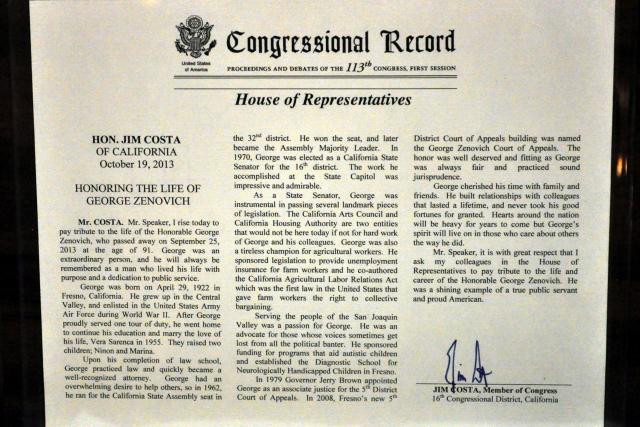 United States
of America
Congressional Record
PROCEEDINGS AND DEBATES OF THE 113th CONGRESS, FIRST SESSION
House of Representatives
HON. JIM COSTA
OF CALIFORNIA
October 19, 2013
HONORING THE LIFE OF
GEORGE ZENOVICH
Mr. COSTA. Mr. Speaker, I rise today to
pay tribute to the life of the Honorable George
Zenovich, who passed away on September 25,
2013 at the age of 91. George was an
extraordinary person, and he will always be
remembered as a man who lived his life with
purpose and a dedication to public service.
George was born on April 29, 1922 in
Fresno, California. He grew up in the Central
Valley, and enlisted in the United States Army
Air Force during World War II. After George
proudly served one tour of duty, he went home
to continue his education and marry the love of
his life, Vera Sarenca in 1955. They raised two
children; Ninon and Marina.
Upon his completion of law school,
George practiced law and quickly became a
well-recognized attorney. George had an
overwhelming desire to help others, so in 1962,
he ran for the California State Assembly seat in
the 32nd district. He won the seat, and later
became the Assembly Majority Leader. In
1970, George was elected as a California State
Senator for the 16th district. The work he
accomplished at the State Capitol was
impressive and admirable.
As a State Senator, George was
instrumental in passing several landmark pieces
of legislation. The California Arts Council and
California Housing Authority are two entities
that would not be here today if not for hard work
of George and his colleagues. George was also
a tireless champion for agricultural workers. He
sponsored legislation to provide unemployment
insurance for farm workers and he co-authored
the California Agricultural Labor Relations Act
which was the first law in the United States that
gave farm workers the right to collective
bargaining.
Serving the people of the San Joaquin
Valley was a passion for George. He was an
advocate for those whose voices sometimes get
lost from all the political banter. He sponsored
funding for programs that aid autistic children
and established the Diagnostic School for
Neurologically Handicapped Children in Fresno.
In 1979 Governor Jerry Brown appointed
George as an associate justice for the 5th District
Court of Appeals. In 2008, Fresno's new 5th
District Court of Appeals building was named
the George Zenovich Court of Appeals. The
honor was well deserved and fitting as George
was always fair and practiced sound
jurisprudence.
George cherished his time with family and
friends. He built relationships with colleagues
that lasted a lifetime, and never took his good
fortunes for granted. Hearts around the nation
will be heavy for years to come but George's
spirit will live on in those who care about others
the way he did.
Mr. Speaker, it is with great respect that I
ask my colleagues in the House of
Representatives to pay tribute to the life and
career of the Honorable George Zenovich. He
was a shining example of a true public servant
and proud American.
JIM COSTA, Member of Congress
16th Congressional District, California